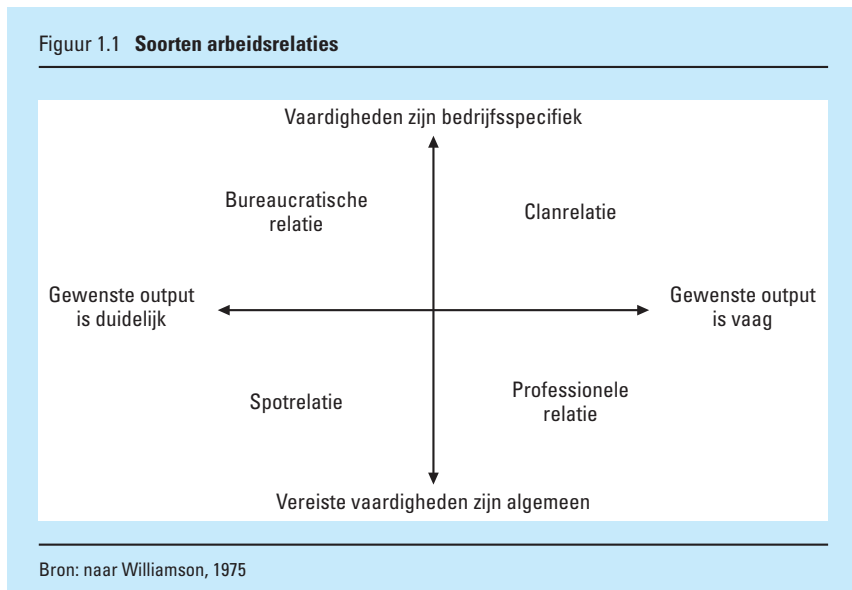 Figuur 1.1 Soorten arbeidsrelaties
Vaardigheden zijn bedrijfsspecifiek
Bureaucratische
relatie
Clanrelatie
Gewenste output
is duidelijk
Gewenste output
is vaag
Spotrelatie
Professionele
relatie
Vereiste vaardigheden zijn algemeen
Bron: naar Williamson, 1975